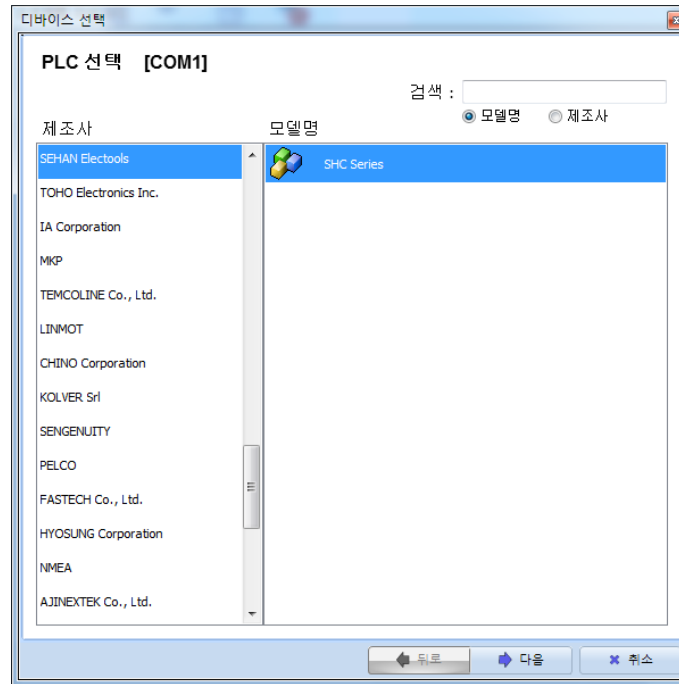 디바이스 선택
PLC 선택 [COM1]
검색 :
모델명 제조사
제조사
모델명
SEHAN Electools
SHC Series
TOHO Electronics Inc.
IA Corporation
MKP
TEMCOLINE Co., Ltd.
LINMOT
CHINO Corporation
KOLVER Srl
SENGENUITY
PELCO
FASTECH Co., Ltd.
HYOSUNG Corporation
NMEA
AJINEXTEK Co., Ltd.
뒤로 다음 취소